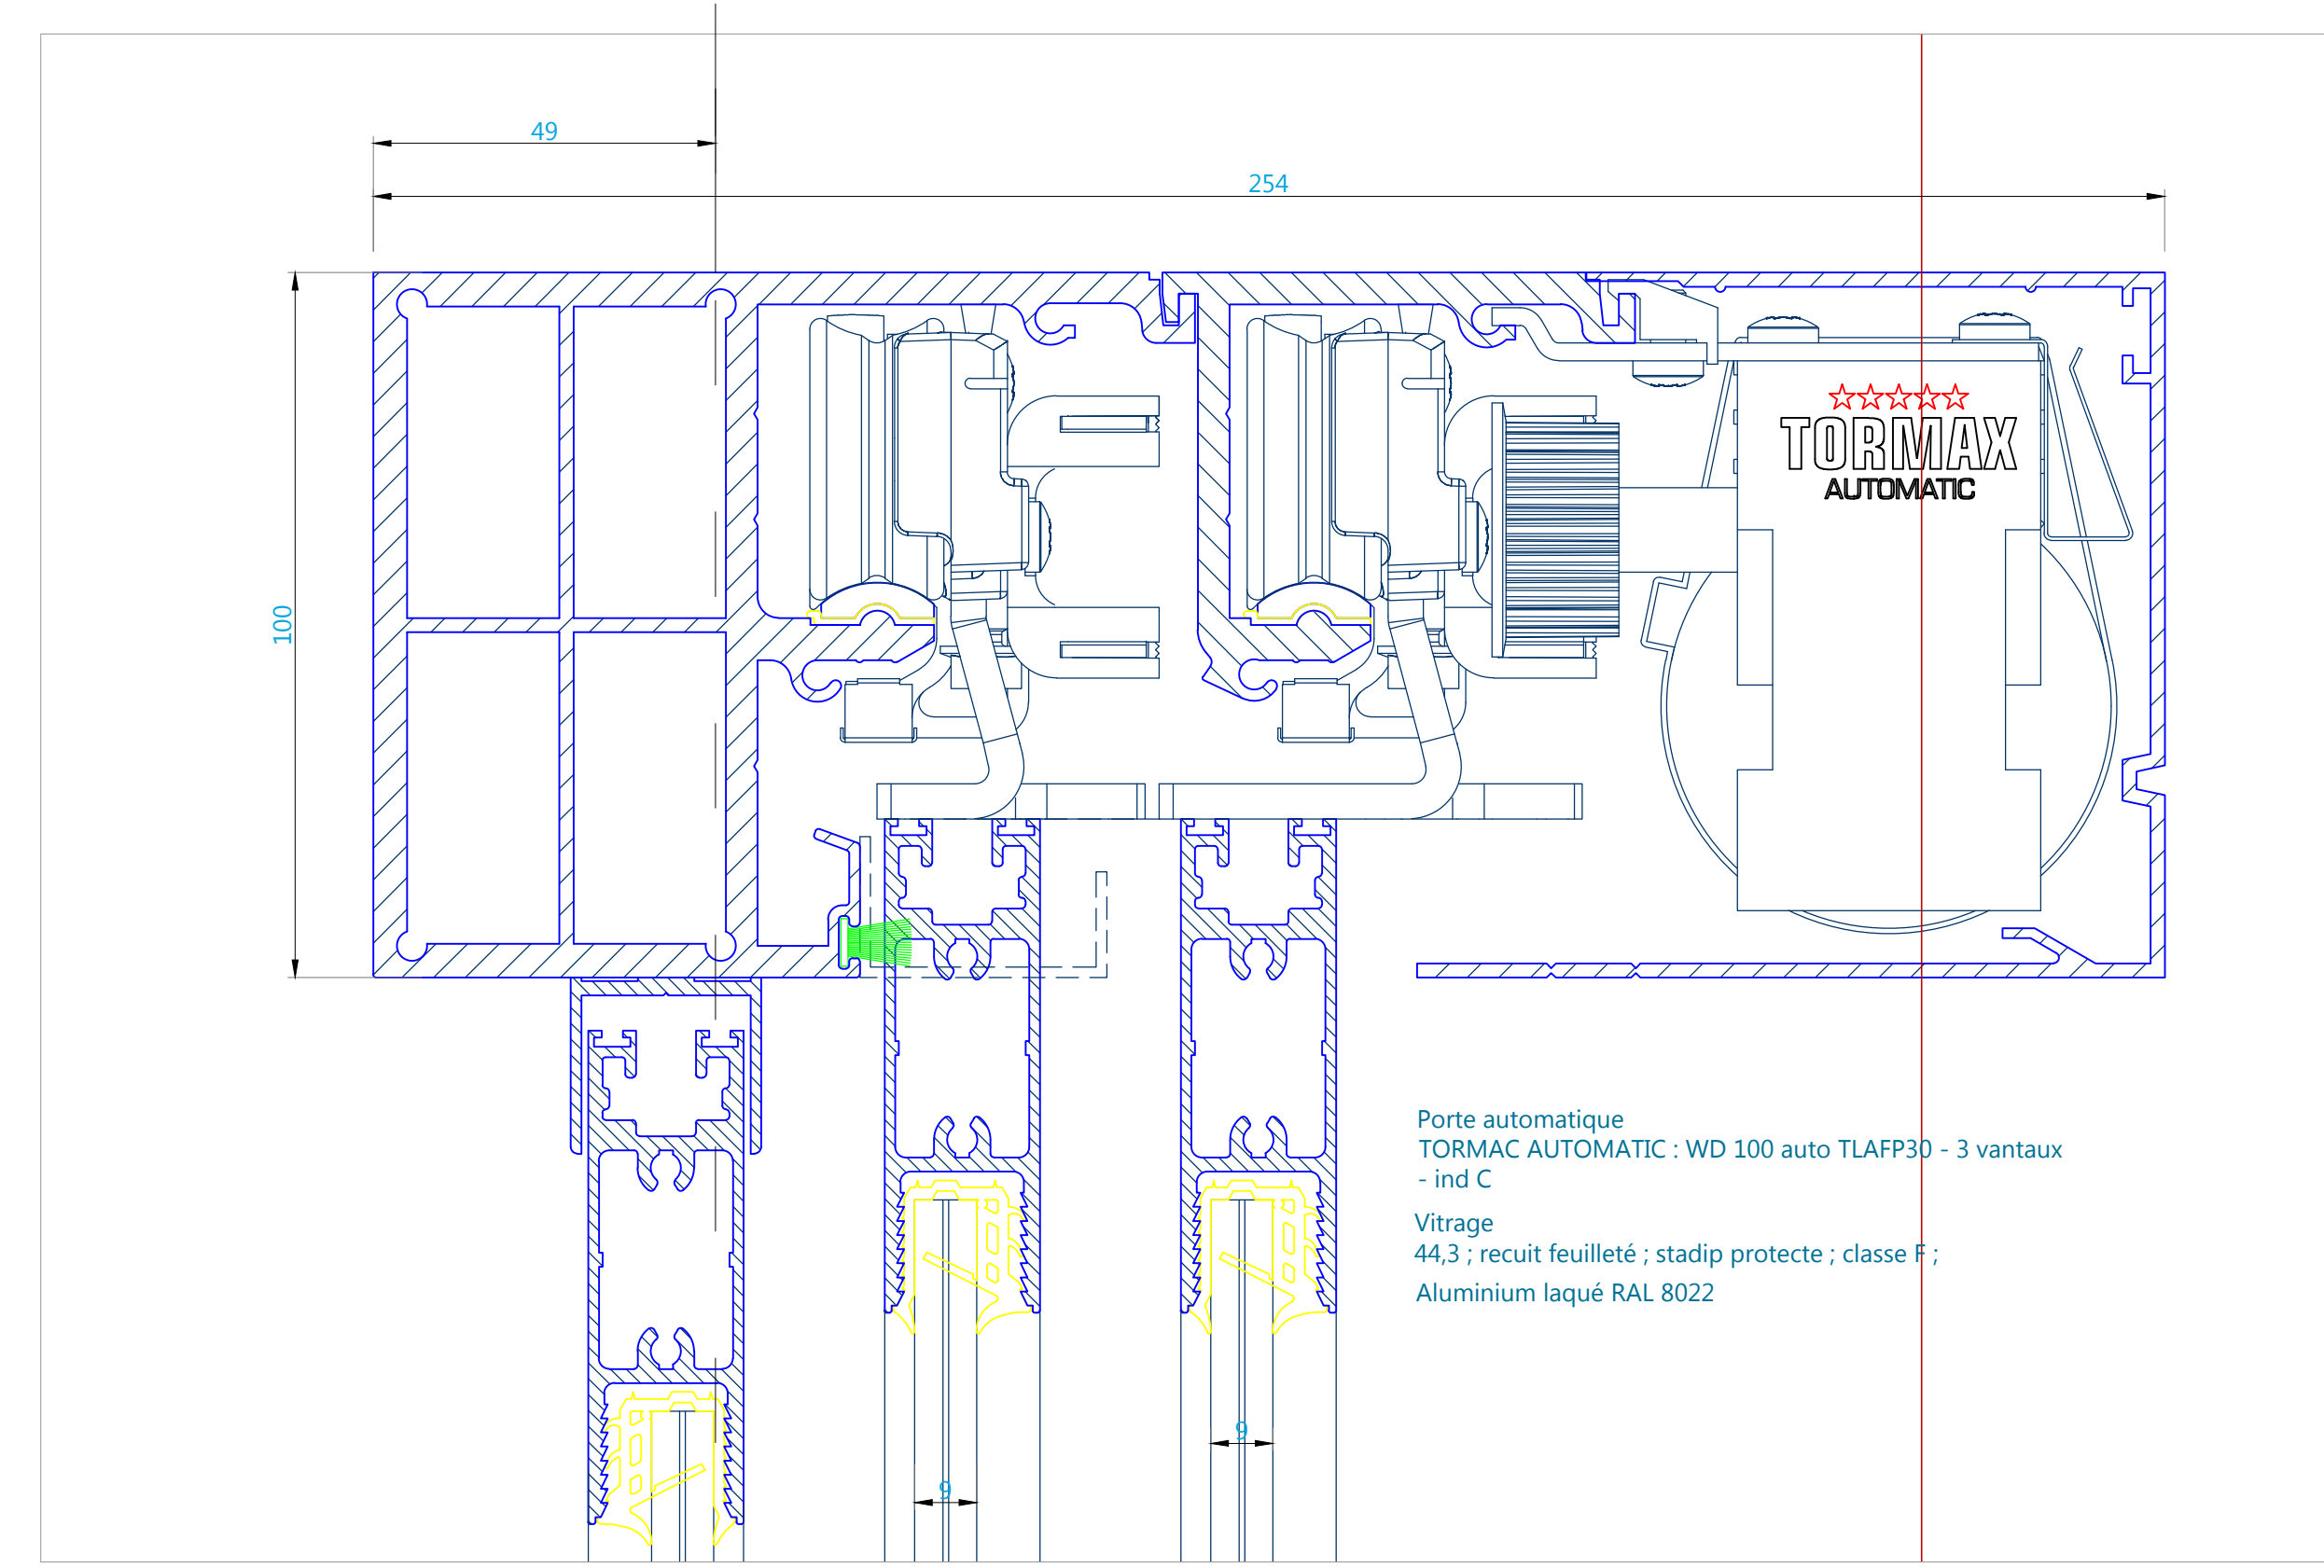 49
254
100
TORMAX
AUTOMATIC
Porte automatique
TORMAC AUTOMATIC : WD 100 auto TLAFP30 - 3 vantaux
- ind C
Vitrage
44,3 ; recuit feuilleté ; stadip protecte ; classe F ;
Aluminium laqué RAL 8022
9
9